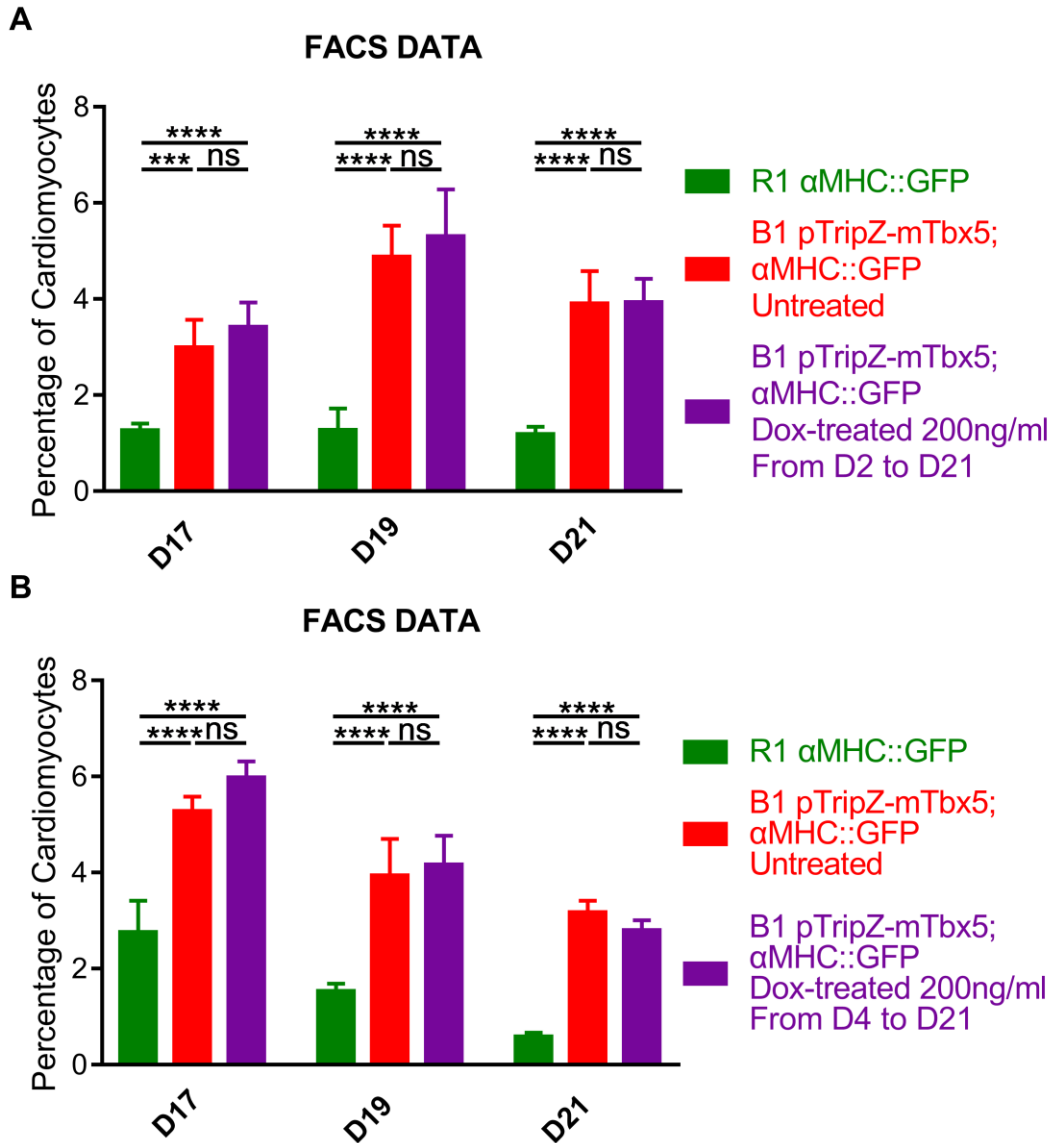 A
FACS DATA
Percentage of Cardiomyocytes
8
6
4
2
0
**** **** ****
*** ns **** ns **** ns
D17 D19 D21
R1 αMHC::GFP
B1 pTripZ-mTbx5;
αMHC::GFP
Untreated
B1 pTripZ-mTbx5;
αMHC::GFP
Dox-treated 200ng/ml
From D2 to D21
B
FACS DATA
Percentage of Cardiomyocytes
8
6
4
2
0
**** **** ****
**** ns **** ns **** ns
D17 D19 D21
R1 αMHC::GFP
B1 pTripZ-mTbx5;
αMHC::GFP
Untreated
B1 pTripZ-mTbx5;
αMHC::GFP
Dox-treated 200ng/ml
From D4 to D21